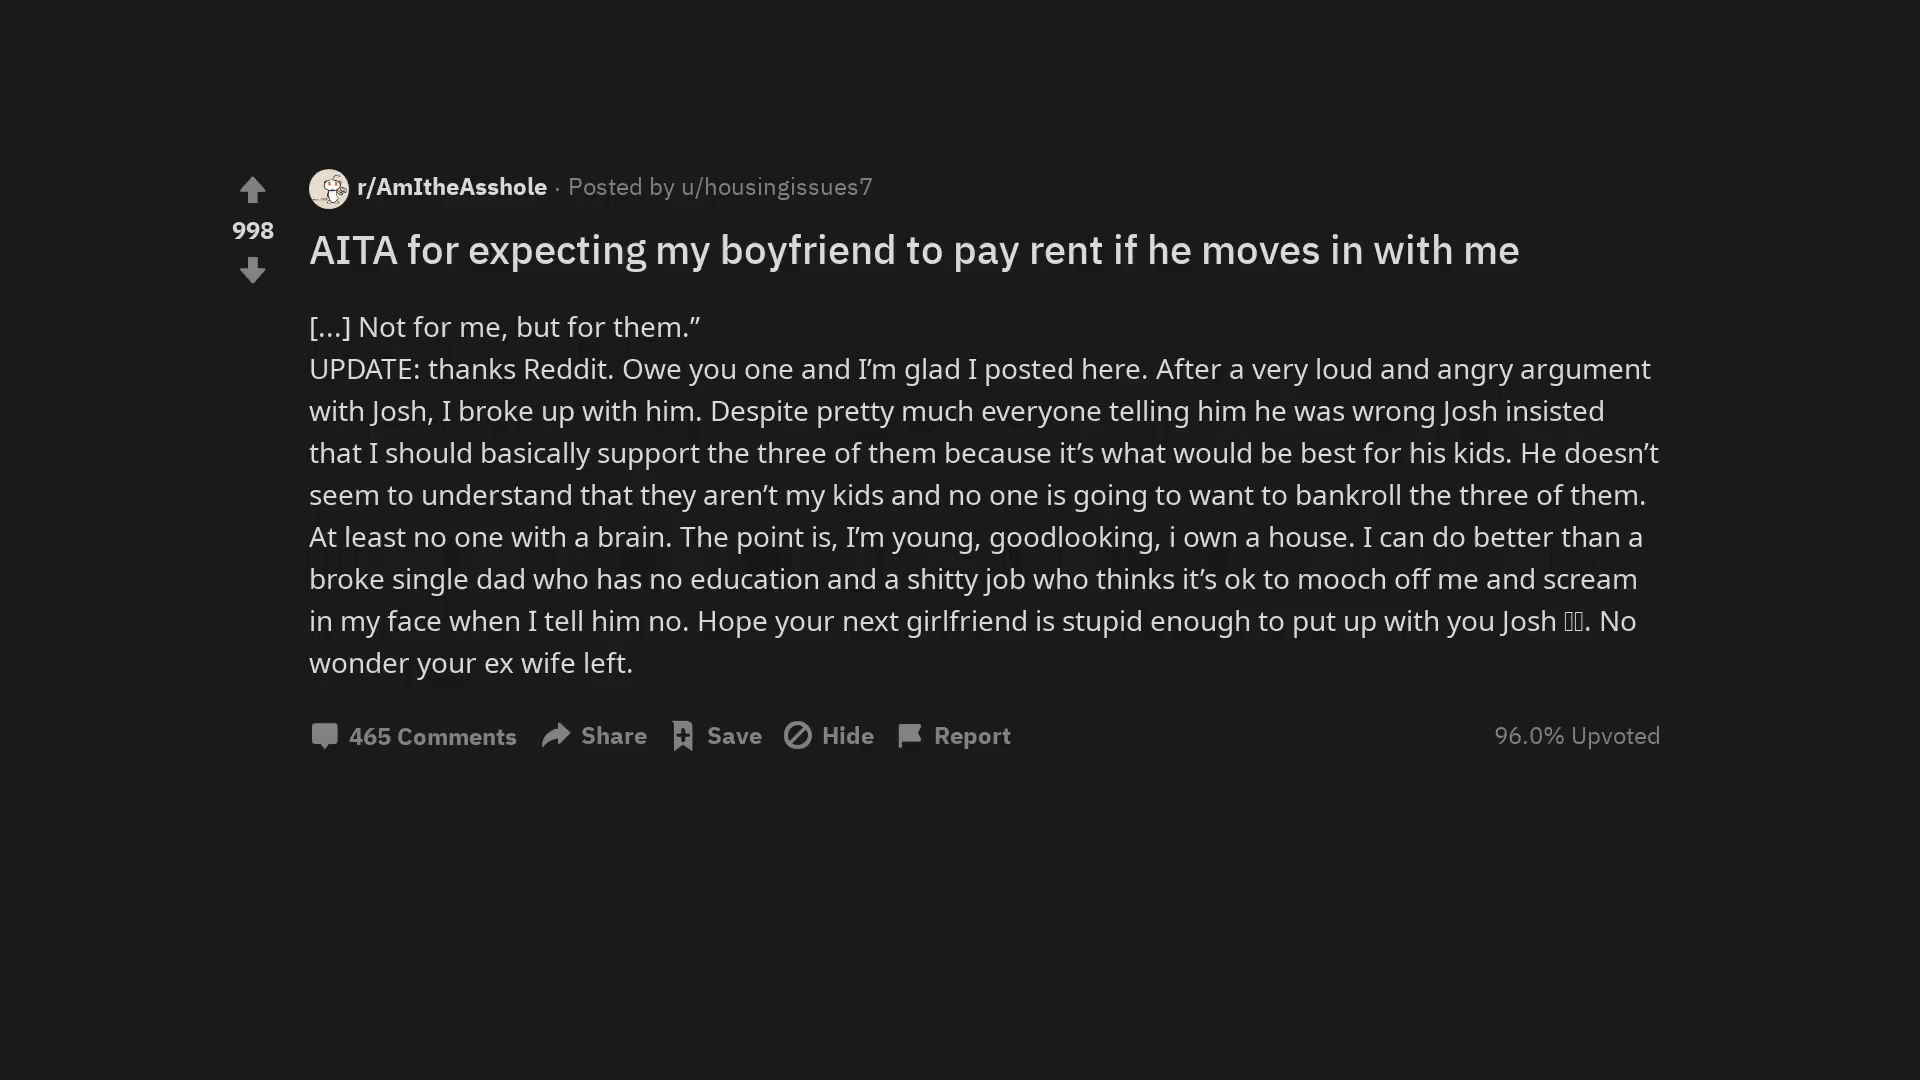 r/AmItheAsshole · Posted by u/housingissues7
998
AITA for expecting my boyfriend to pay rent if he moves in with me
[...] Not for me, but for them.”
UPDATE: thanks Reddit. Owe you one and I’m glad I posted here. After a very loud and angry argument
with Josh, I broke up with him. Despite pretty much everyone telling him he was wrong Josh insisted
that I should basically support the three of them because it’s what would be best for his kids. He doesn’t
seem to understand that they aren’t my kids and no one is going to want to bankroll the three of them.
At least no one with a brain. The point is, I’m young, goodlooking, i own a house. I can do better than a
broke single dad who has no education and a shitty job who thinks it’s ok to mooch off me and scream
in my face when I tell him no. Hope your next girlfriend is stupid enough to put up with you Josh ▯▯. No
wonder your ex wife left.
465 Comments Share Save Hide Report 96.0% Upvoted